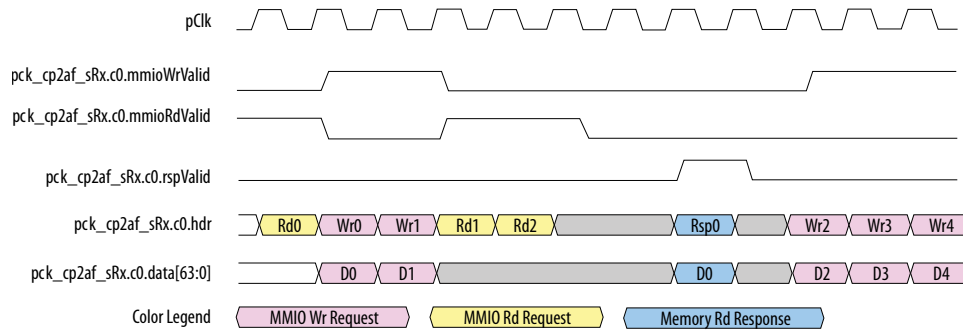 pClk
pck_cp2af_sRx.c0.mmioWrValid
pck_cp2af_sRx.c0.mmioRdValid
pck_cp2af_sRx.c0.rspValid
pck_cp2af_sRx.c0.hdr Rd0 Wr0 Wr1 Rd1 Rd2 Rsp0 Wr2 Wr3 Wr4
pck_cp2af_sRx.c0.data[63:0] D0 D1 D0 D2 D3 D4
Color Legend MMIO Wr Request MMIO Rd Request Memory Rd Response